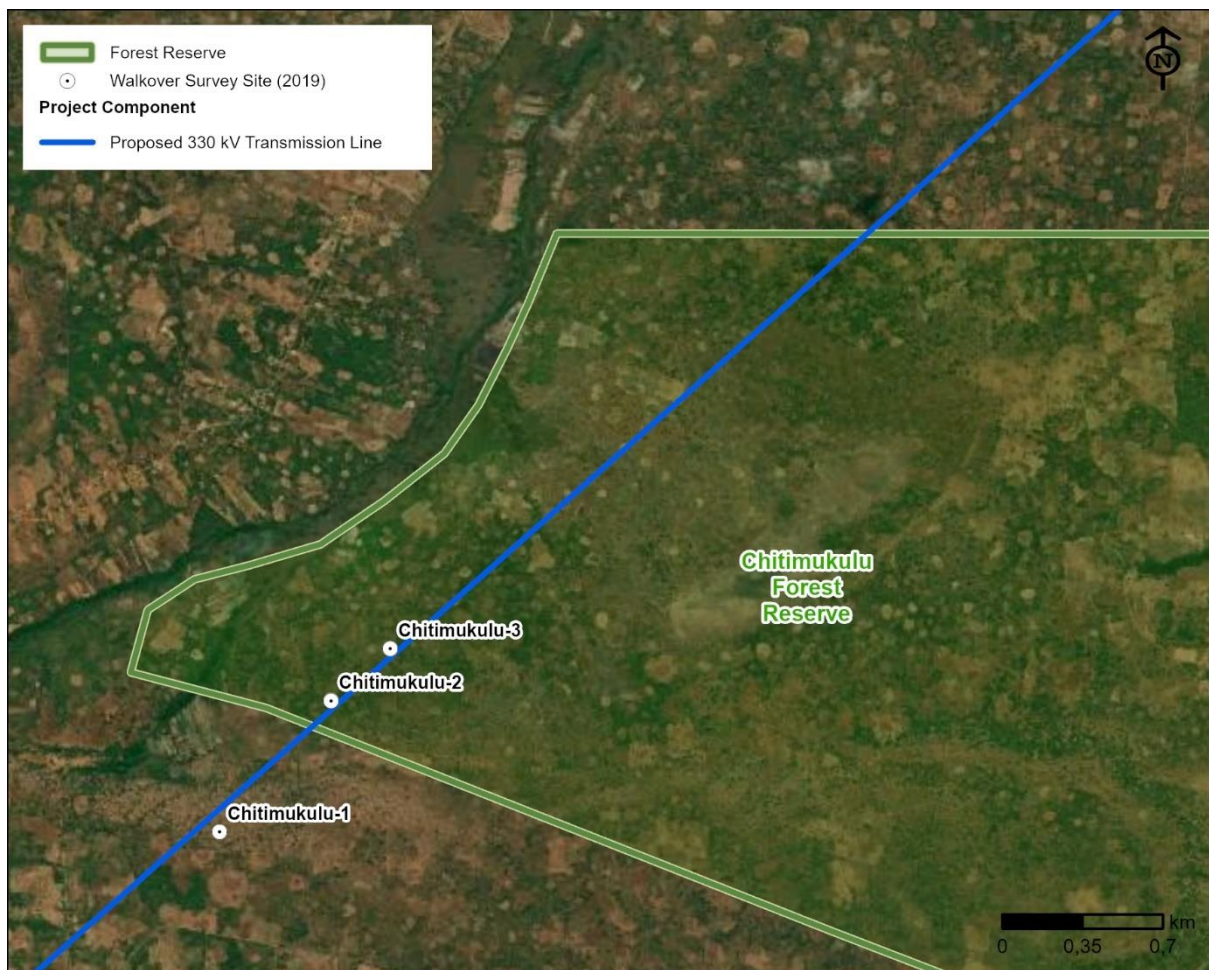 Forest Reserve
Walkover Survey Site (2019)
Project Component
Proposed 330 kV Transmission Line
N
Chitimukulu
Forest
Reserve
Chitimukulu-3
Chitimukulu-2
Chitimukulu-1
km
0 0,35 0,7